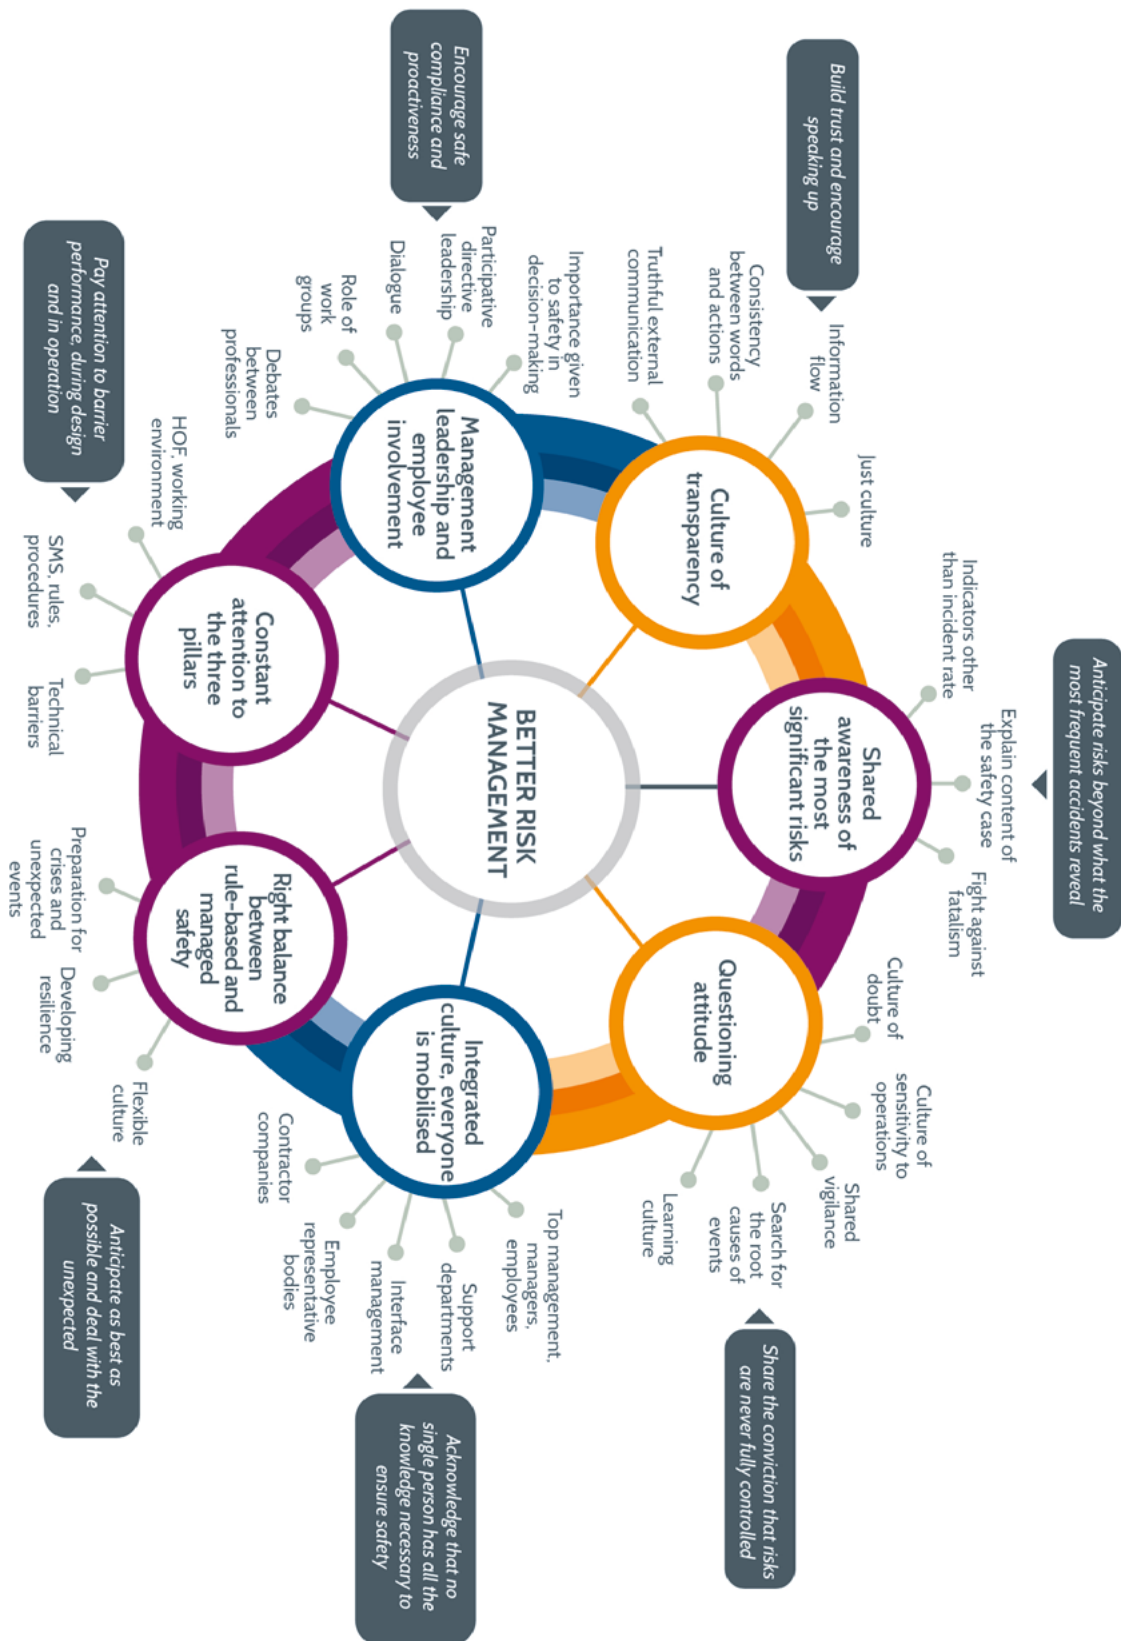 Anticipate risks beyond what the
most frequent accidents reveal
Indicators other
than incident rate
Explain content of
the safety case
Fight against
fatalism
Shared
awareness of
the most
significant risks
Build trust and encourage
speaking up
Truthful external
communication
Consistency
between words
and actions
Information
flow
Just culture
Culture of
transparency
Culture of
doubt
Culture of
sensitivity to
operations
Shared
vigilance
Search for
the root
causes of
events
Learning
culture
Questioning
attitude
Share the conviction that risks
are never fully controlled
BETTER RISK
MANAGEMENT
Encourage safe
compliance and
proactiveness
Importance given
to safety in
decision-making
Participative
directive
leadership
Dialogue
Role of
work
groups
Debates
between
professionals
Management
leadership and
employee
involvement
Integrated
culture, everyone
is mobilised
Top management,
managers,
employees
Support
departments
Interface
management
Employee
representative
bodies
Contractor
companies
Acknowledge that no
single person has all the
knowledge necessary to
ensure safety
Pay attention to barrier
performance, during design
and in operation
HOF, working
environment
SMS, rules,
procedures
Technical
barriers
Constant
attention to
the three
pillars
Right balance
between
rule-based and
managed
safety
Preparation for
crises and
unexpected
events
Developing
resilience
Flexible
culture
Anticipate as best as
possible and deal with the
unexpected